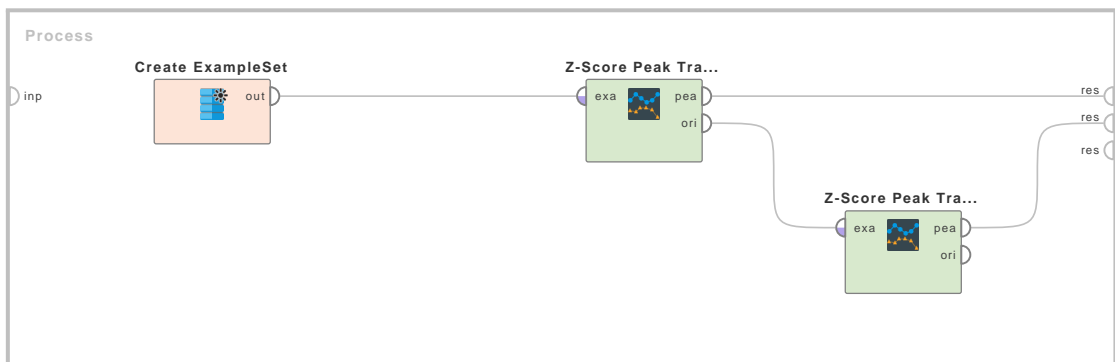 Process
Create ExampleSet
Z-Score Peak Tra...
inp
out
exa
pea
res
ori
res
res
Z-Score Peak Tra...
exa
pea
ori